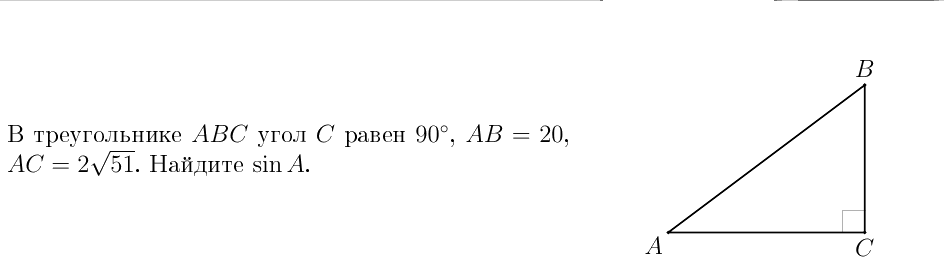 В треугольнике ABC угол C равен 90°, AB = 20,
AC = 2√51. Найдите sin A.
B
A
C